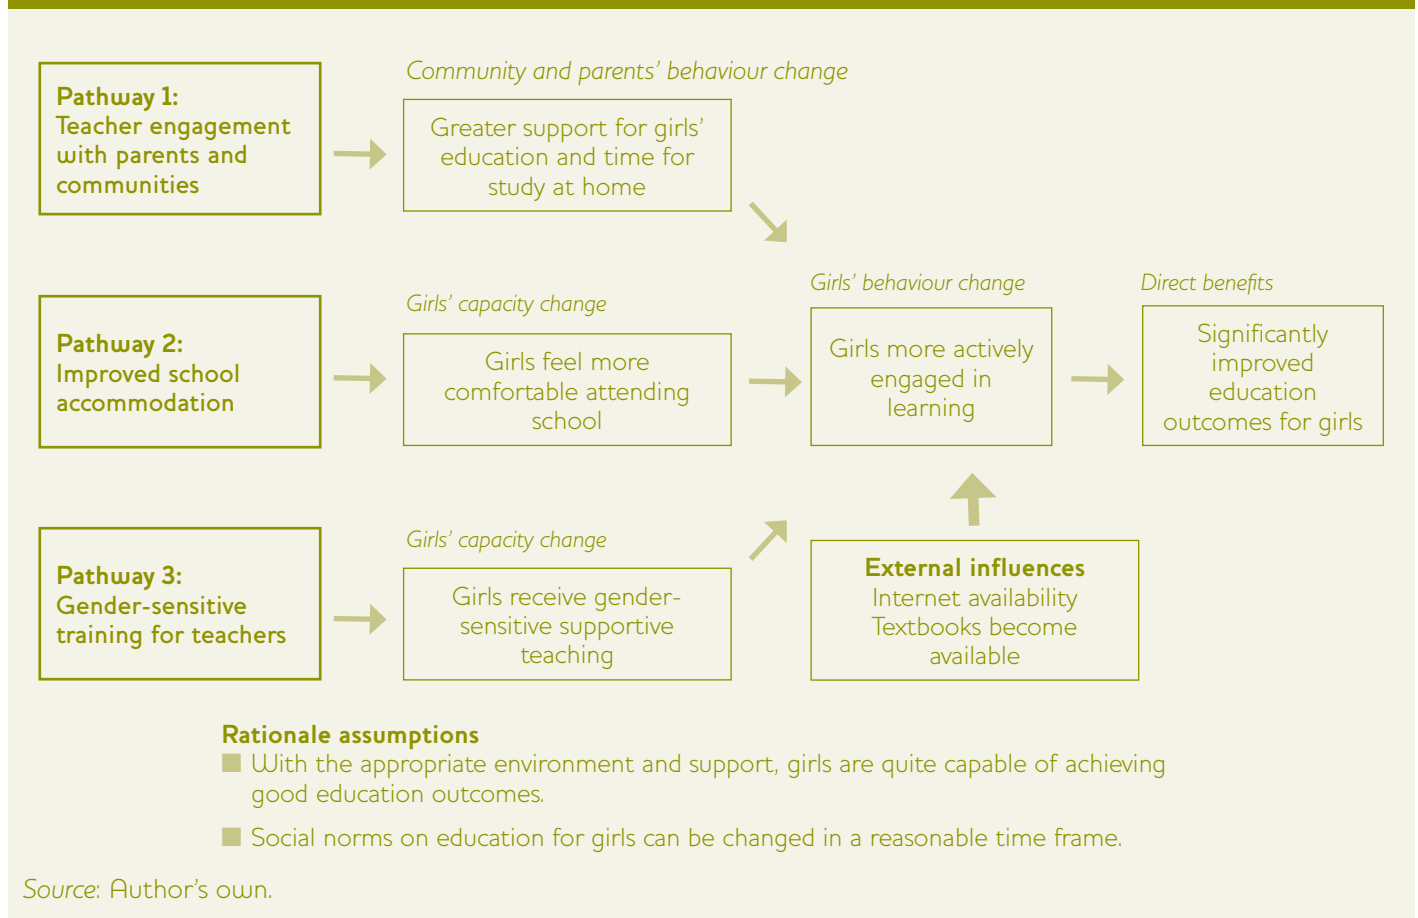 Pathway 1:
Teacher engagement
with parents and
communities
Community and parents’ behaviour change
Greater support for girls’
education and time for
study at home
Pathway 2:
Improved school
accommodation
Girls’ capacity change
Girls feel more
comfortable attending
school
Girls’ behaviour change
Girls more actively
engaged in
learning
Direct benefits
Significantly
improved
education
outcomes for girls
Pathway 3:
Gender-sensitive
training for teachers
Girls’ capacity change
Girls receive gender-
sensitive supportive
teaching
External influences
Internet availability
Textbooks become
available
Rationale assumptions
■ With the appropriate environment and support, girls are quite capable of achieving
good education outcomes.
■ Social norms on education for girls can be changed in a reasonable time frame.
Source: Author’s own.